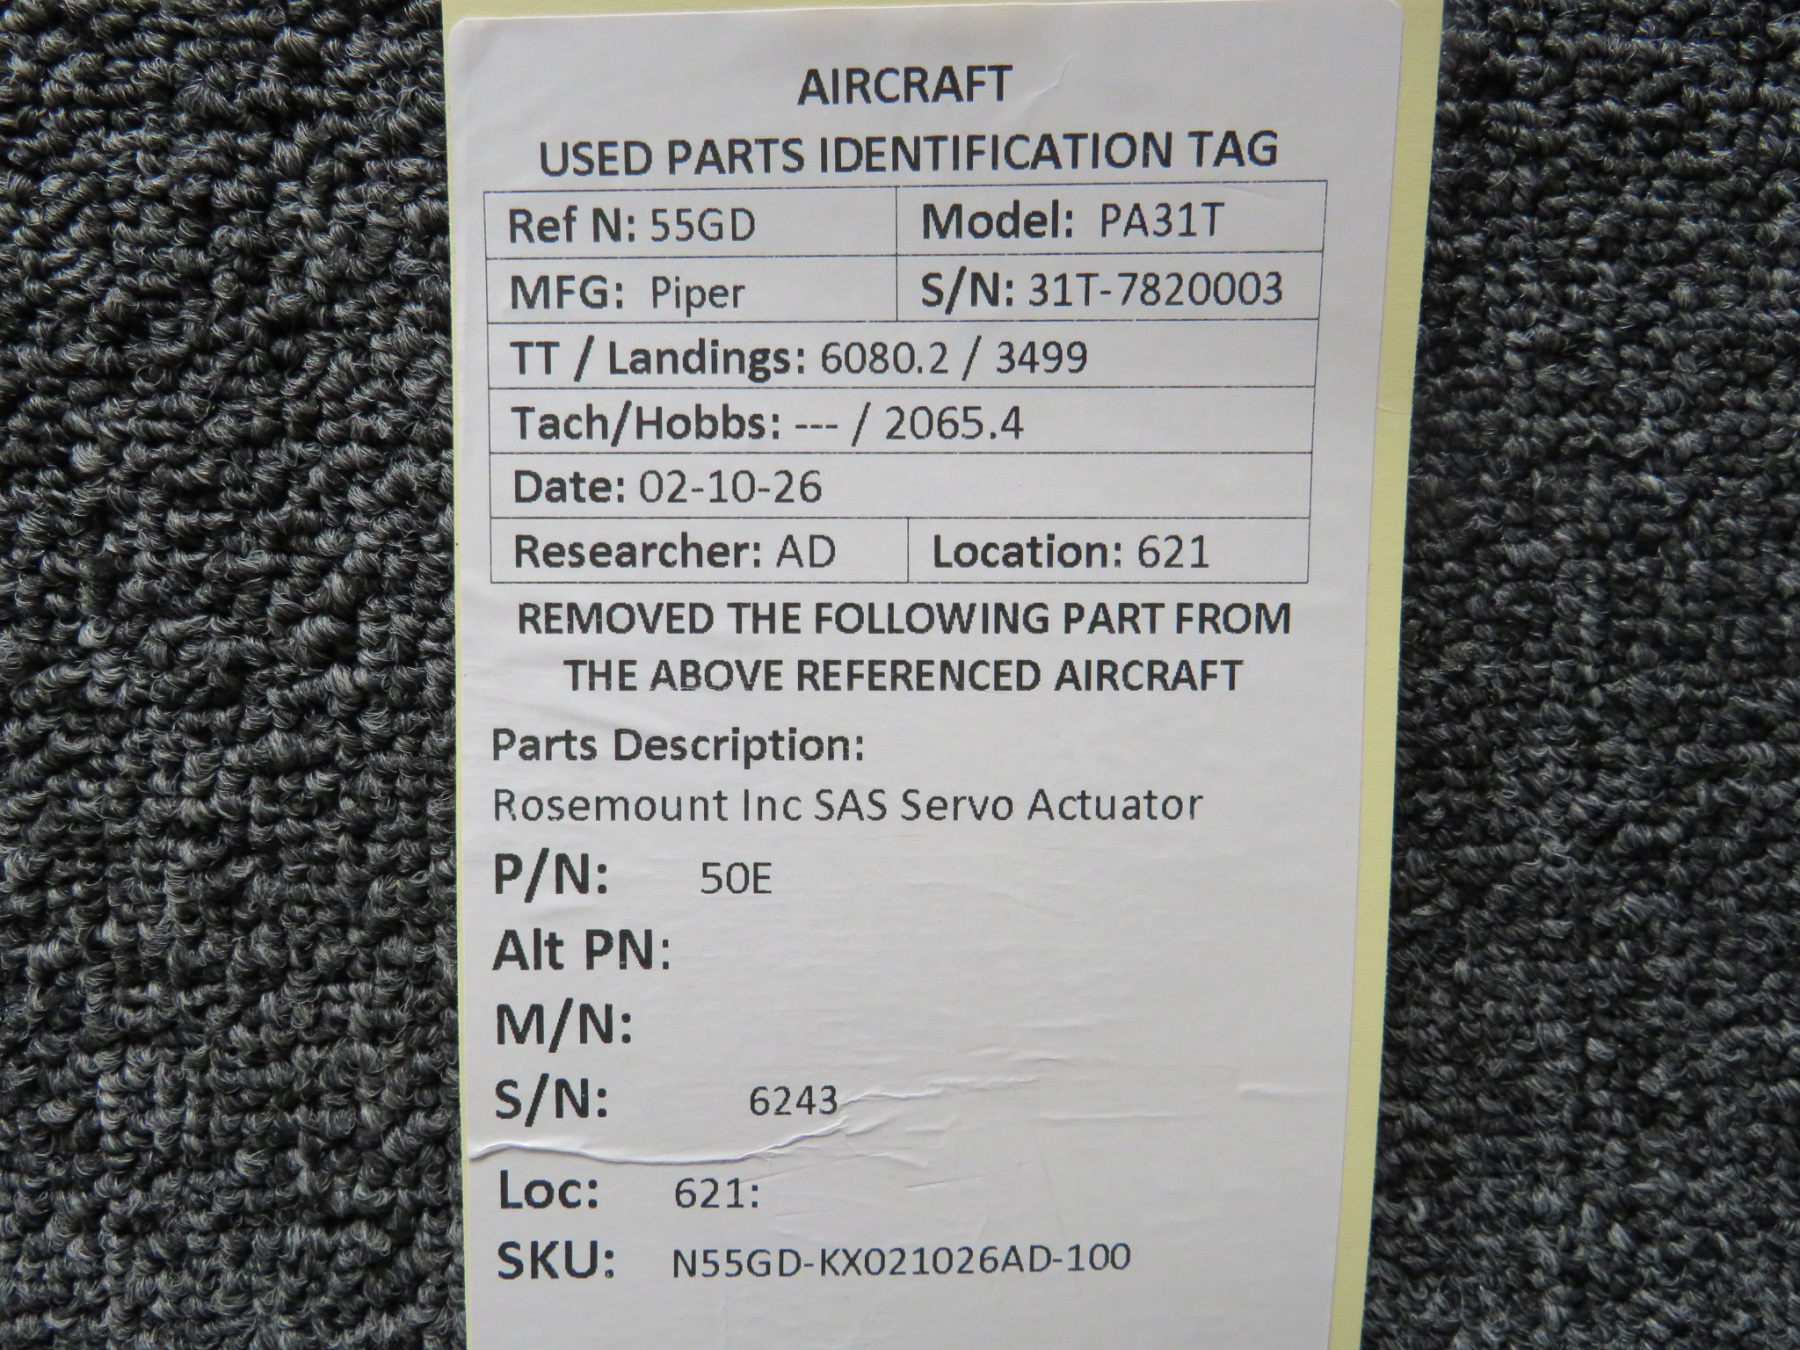 AIRCRAFT
USED PARTS IDENTIFICATION TAG
Ref N: 55GD Model: PA31T
MFG: Piper S/N: 31T-7820003
TT / Landings: 6080.2 / 3499
Tach/Hobbs: --- / 2065.4
Date: 02-10-26
Researcher: AD Location: 621
REMOVED THE FOLLOWING PART FROM
THE ABOVE REFERENCED AIRCRAFT
Parts Description:
Rosemount Inc SAS Servo Actuator
P/N: 50E
Alt PN:
M/N:
S/N: 6243
Loc: 621:
SKU: N55GD-KX021026AD-100